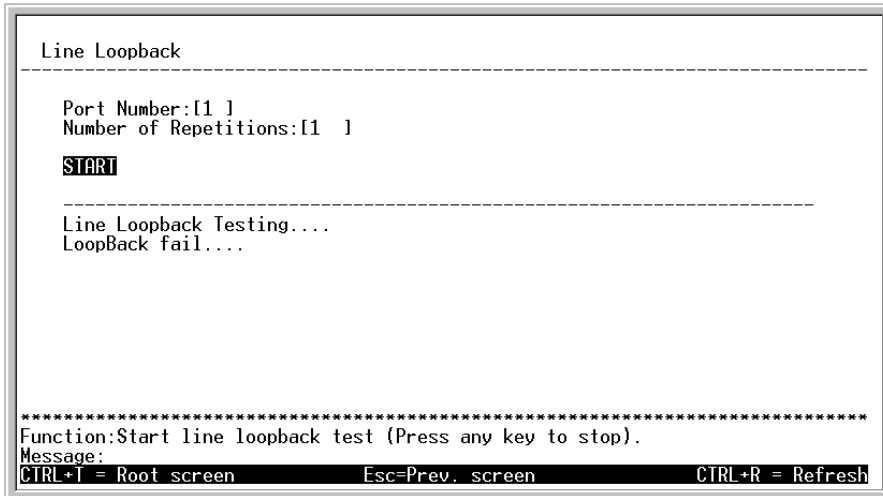 Line Loopback
Port Number:[1 ]
Number of Repetitions:[1  ]
START
Line Loopback Testing....
LoopBack fail....
*******************************************************************************
Function:Start line loopback test (Press any key to stop).
Message:
CTRL+T = Root screen Esc=Prev. screen CTRL+R = Refresh